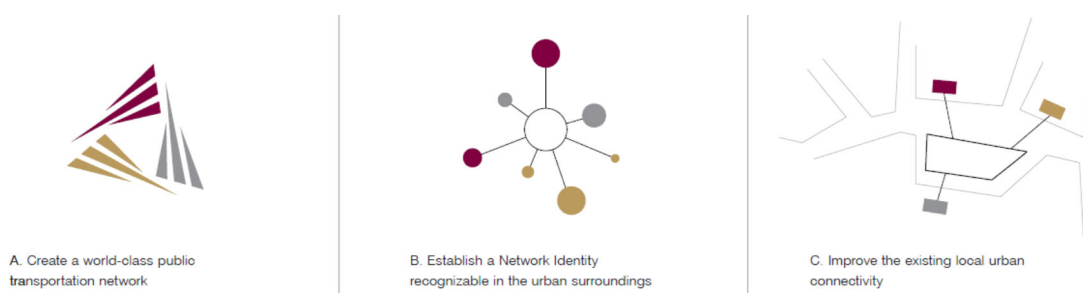 A. Create a world-class public
transportation network
B. Establish a Network Identity
recognizable in the urban surroundings
C. Improve the existing local urban
connectivity